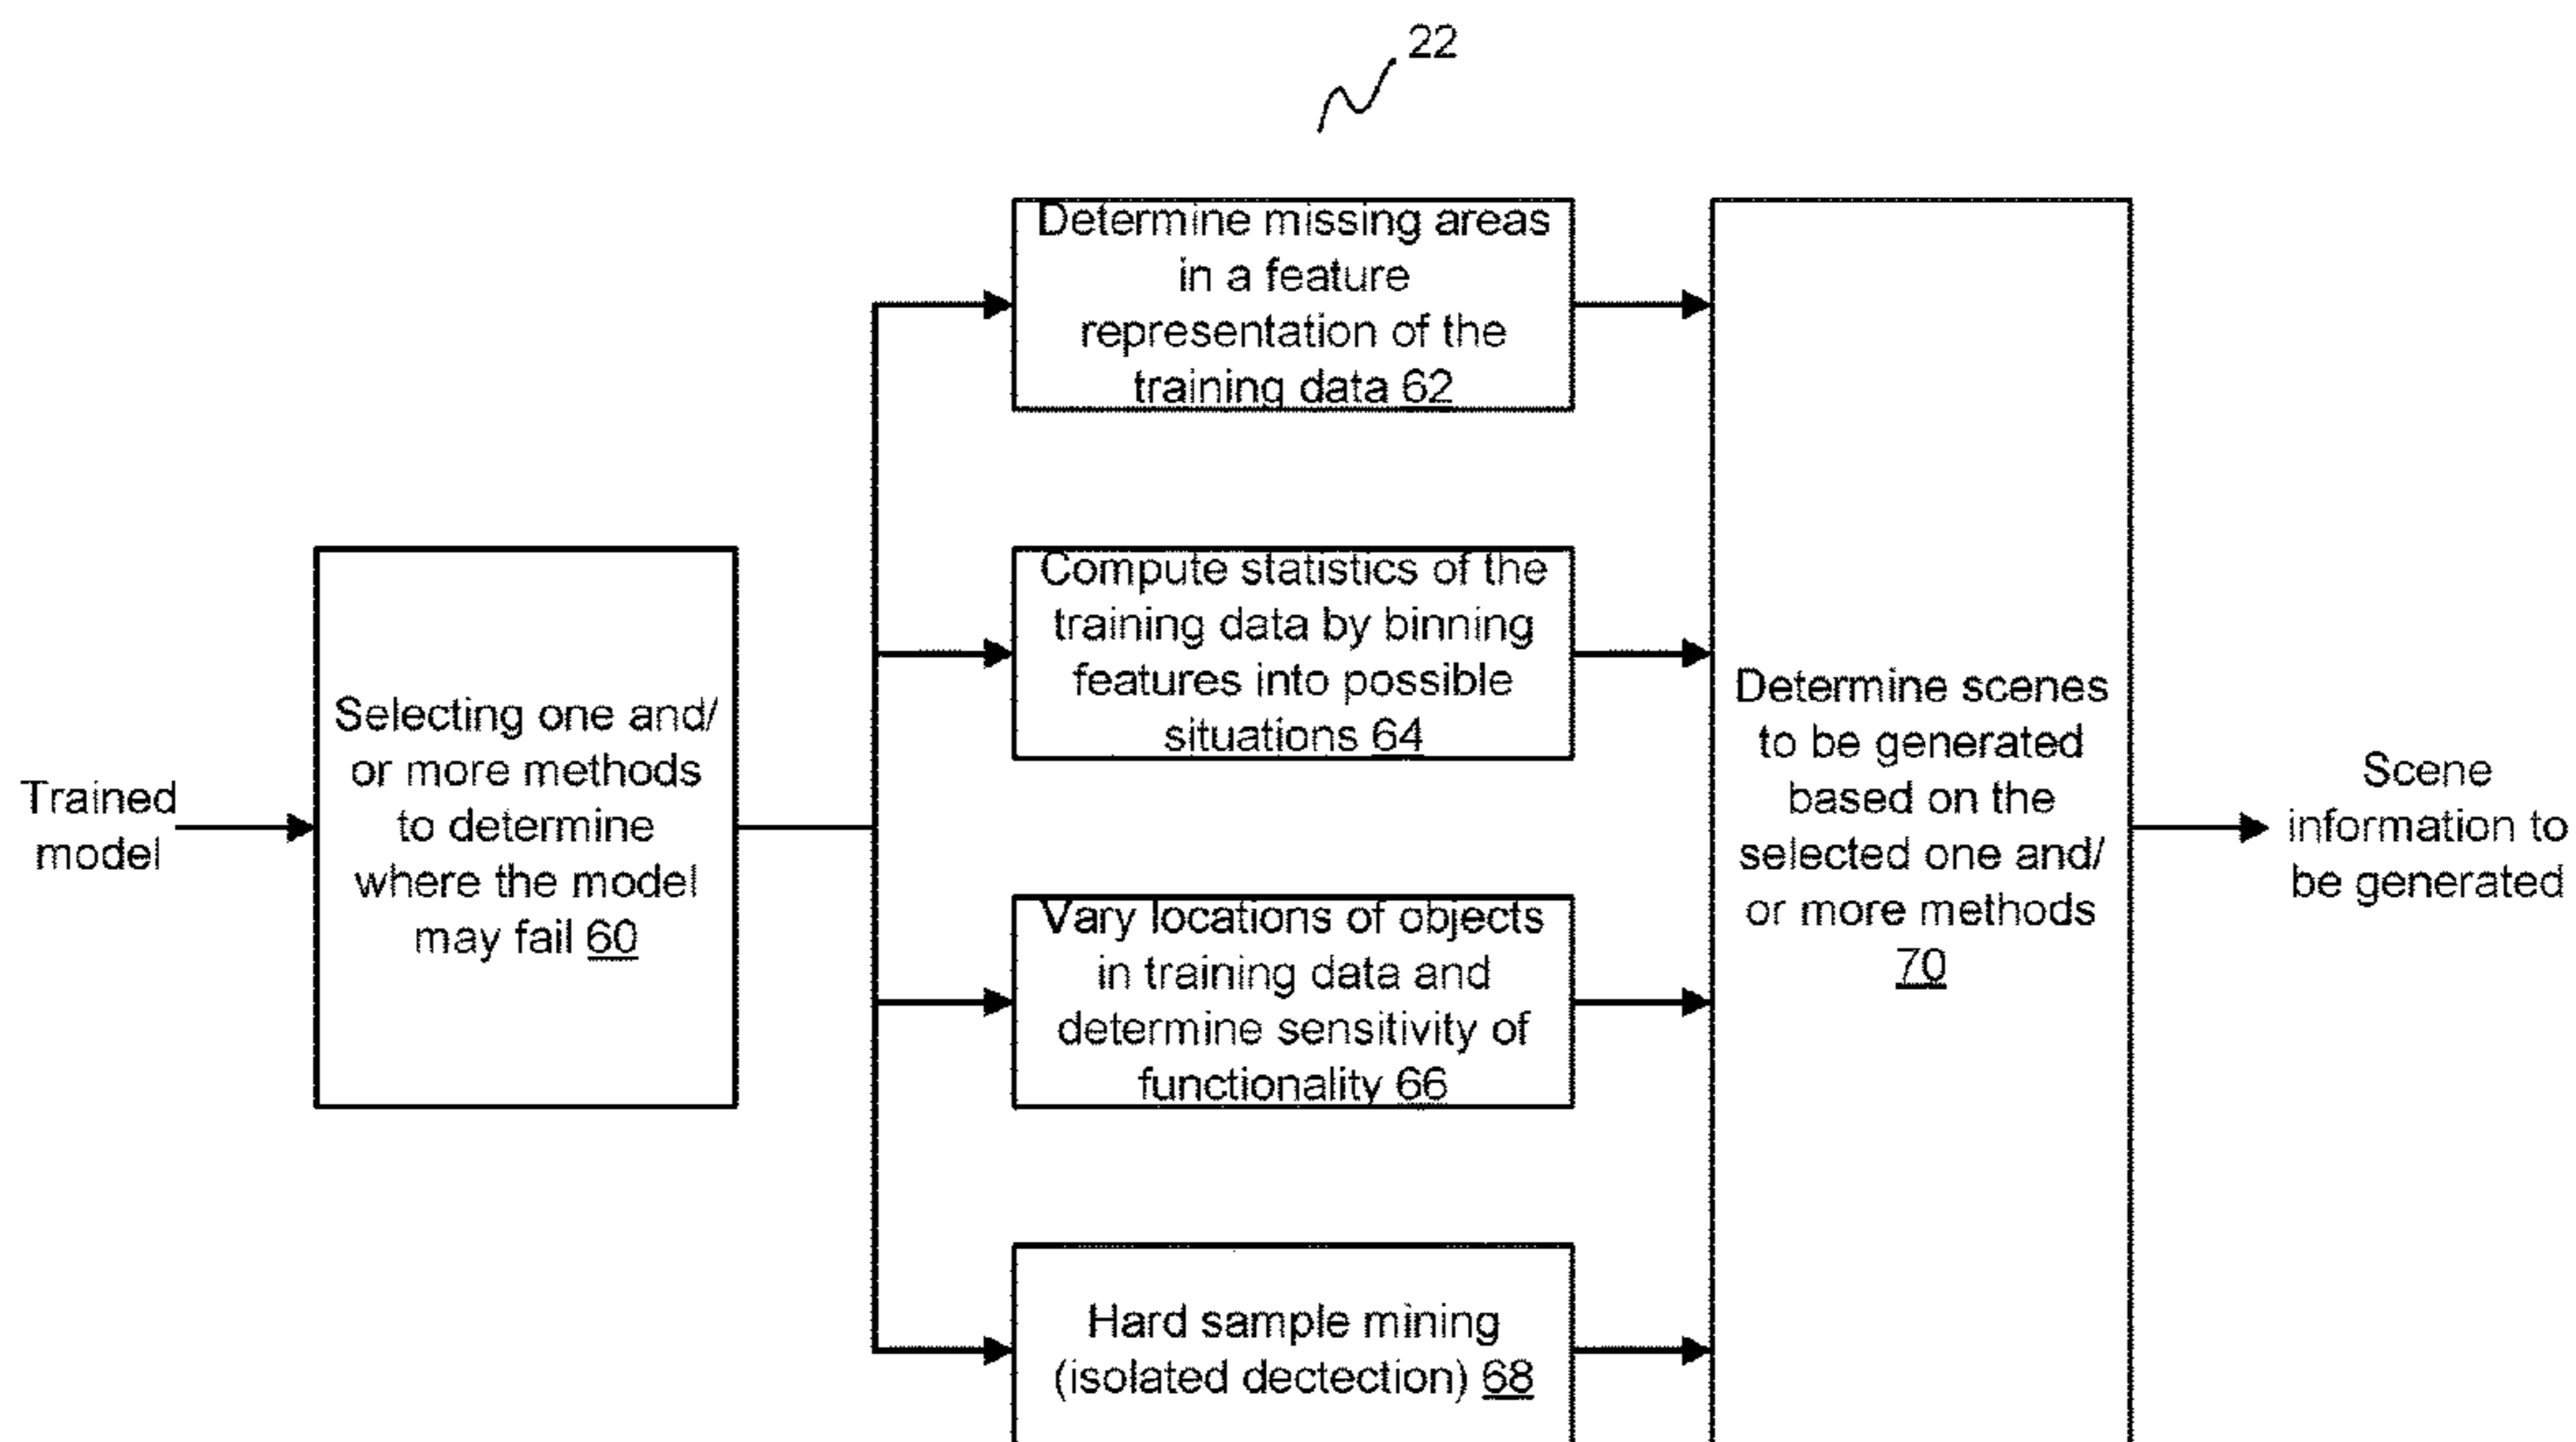 22
Determine missing areas
in a feature
representation of the
training data 62
Compute statistics of the
training data by binning
features into possible
situations 64
Vary locations of objects
in training data and
determine sensitivity of
functionality 66
Hard sample mining
(isolated dectection) 68
Selecting one and/
or more methods
to determine
where the model
may fail 60
Trained
model
Determine scenes
to be generated
based on the
selected one and/
or more methods
70
Scene
information to
be generated